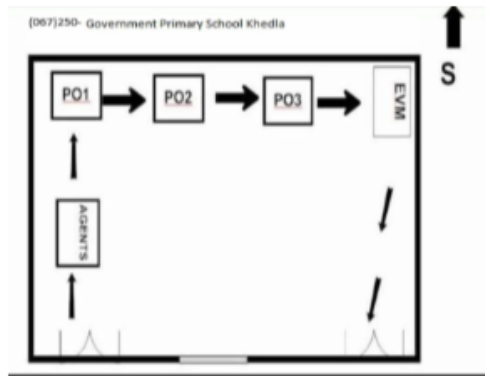 (067)250- Government Primary School Khedla
S
PO1
PO2
PO3
EVM
AGENTS